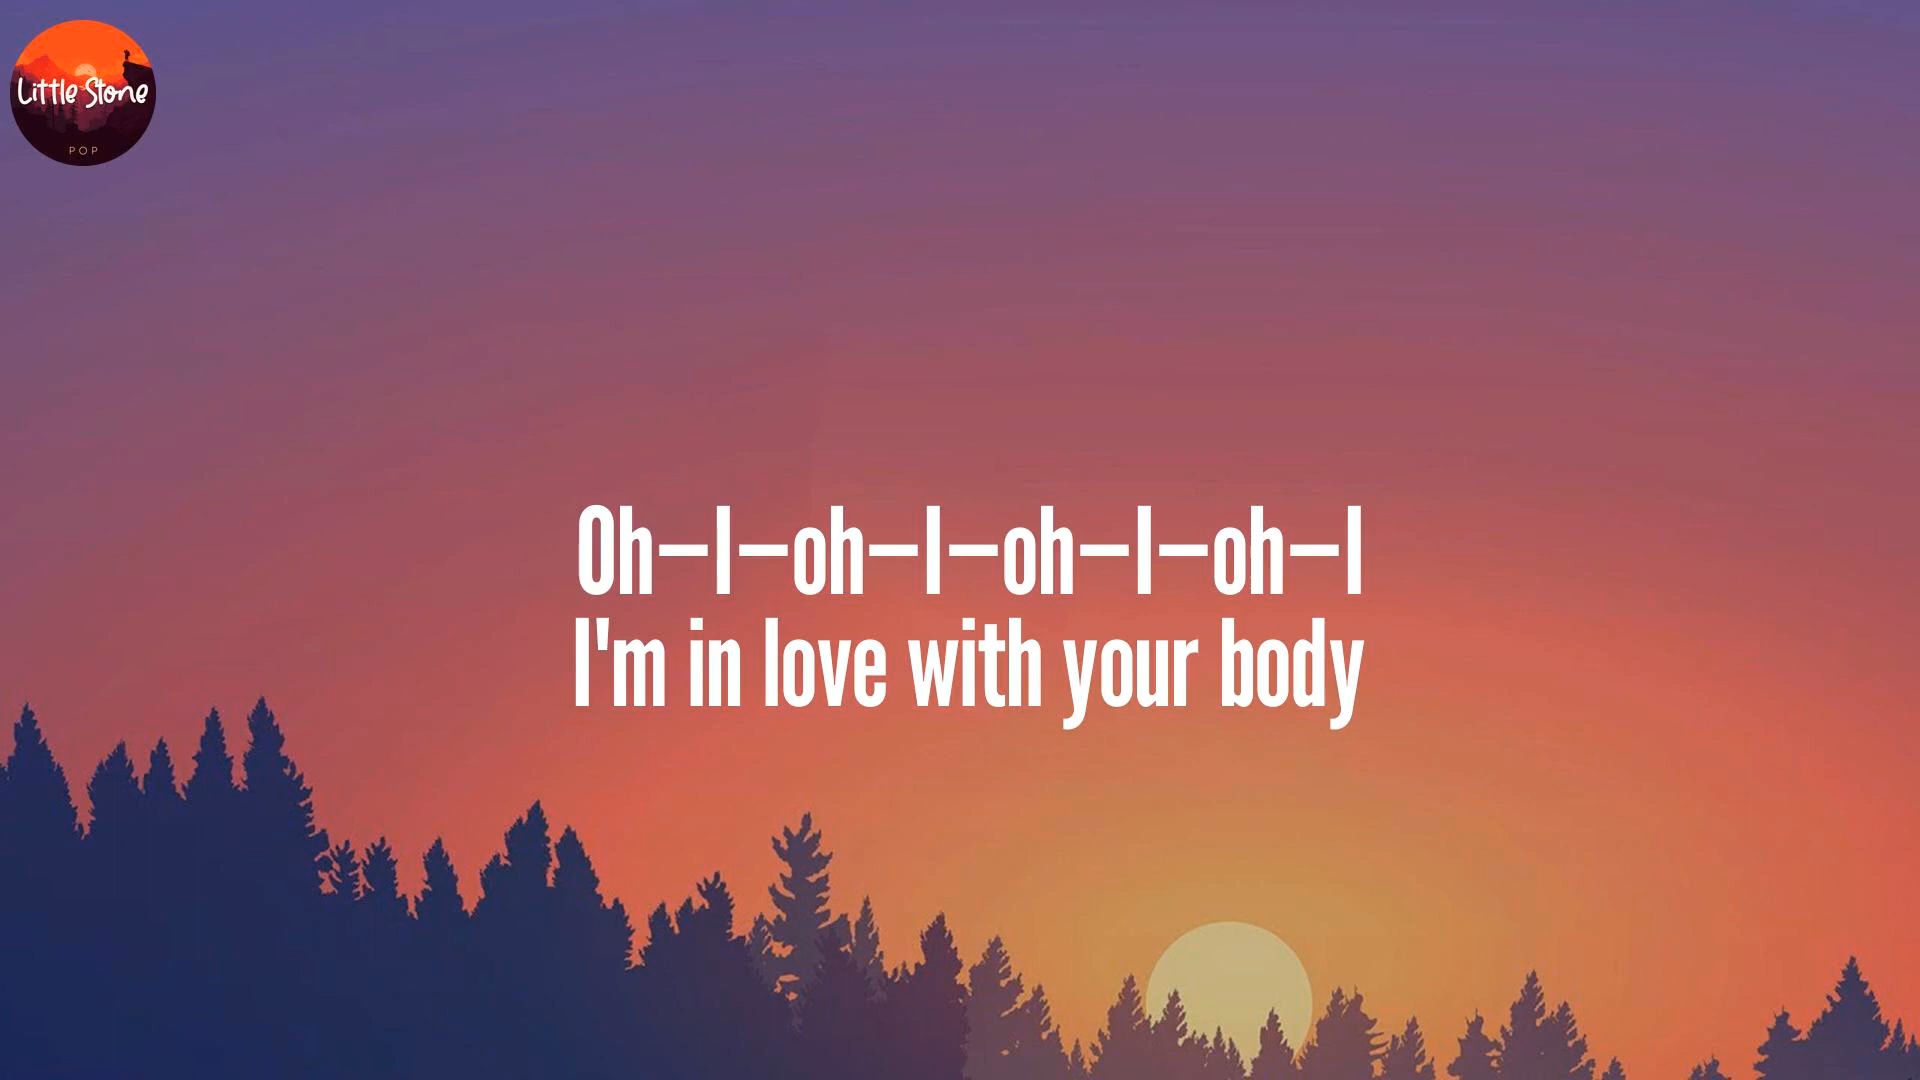 Little Stone
POP
Oh–I–oh–I–oh–I–oh–I
I'm in love with your body